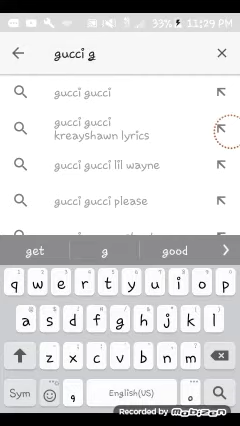 33% 11:29 PM
gucci g
gucci gucci
gucci gucci
kreayshawn lyrics
gucci gucci lil wayne
gucci gucci please
get g good
q w e r t y u i o p
a s d f g h j k l
z x c v b n m
Sym English(US)
Recorded by Mobizen